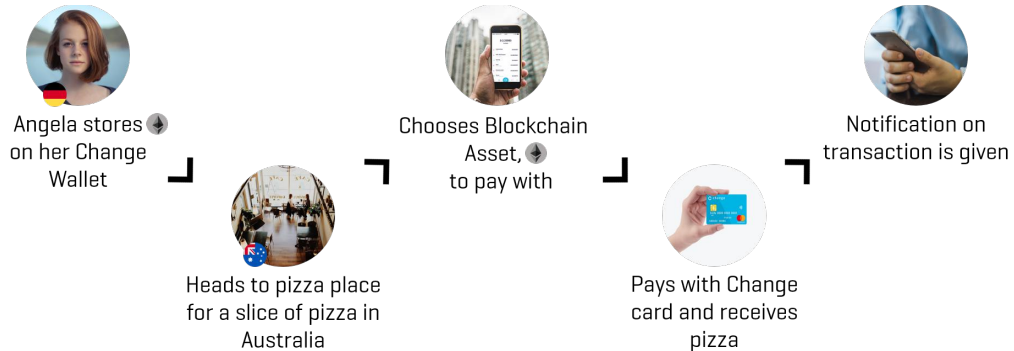 Angela stores
on her Change
Wallet
Heads to pizza place
for a slice of pizza in
Australia
Chooses Blockchain
Asset,
to pay with
Pays with Change
card and receives
pizza
Notification on
transaction is given